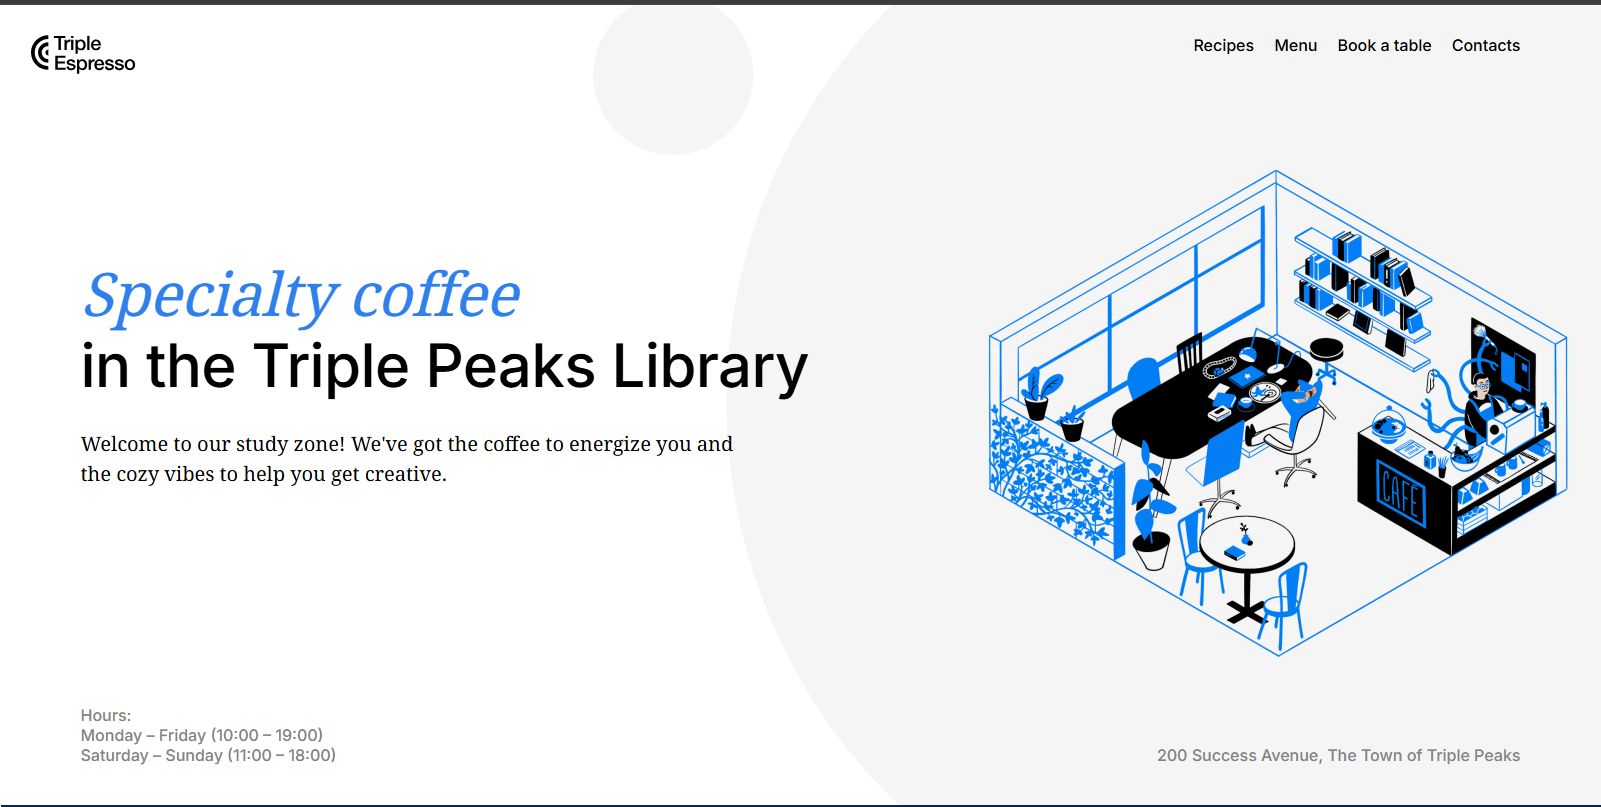 Triple
Espresso
Recipes Menu Book a table Contacts
Specialty coffee
in the Triple Peaks Library
Welcome to our study zone! We've got the coffee to energize you and
the cozy vibes to help you get creative.
CAFE
Hours:
Monday – Friday (10:00 – 19:00)
Saturday – Sunday (11:00 – 18:00)
200 Success Avenue, The Town of Triple Peaks